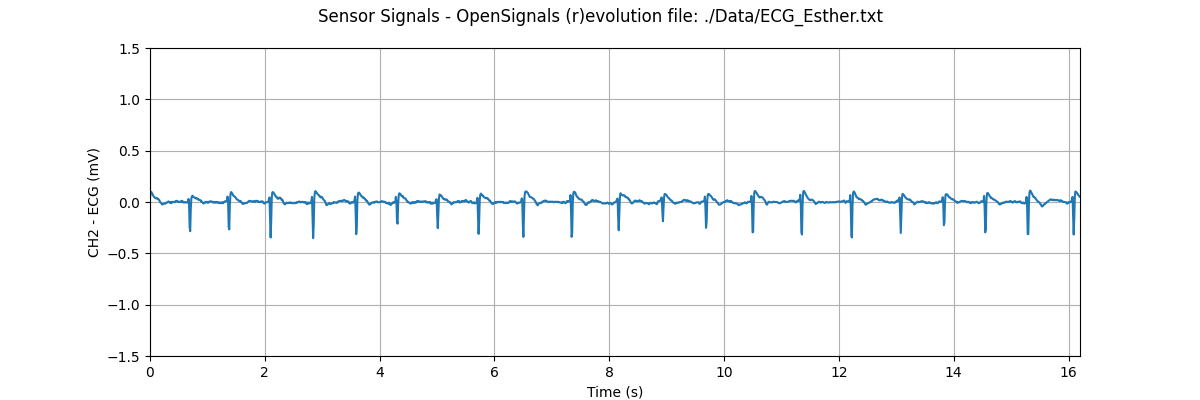 Sensor Signals - OpenSignals (r)evolution file: ./Data/ECG_Esther.txt
CH2 - ECG (mV)
1.5
1.0
0.5
0.0
−0.5
−1.0
−1.5
0 2 4 6 8 10 12 14 16
Time (s)